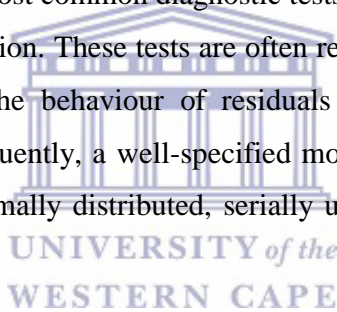 ost common diagnostic tests
ion. These tests are often re
he behaviour of residuals
quently, a well-specified mo
mally distributed, serially u
UNIVERSITY of the
WESTERN CAPE